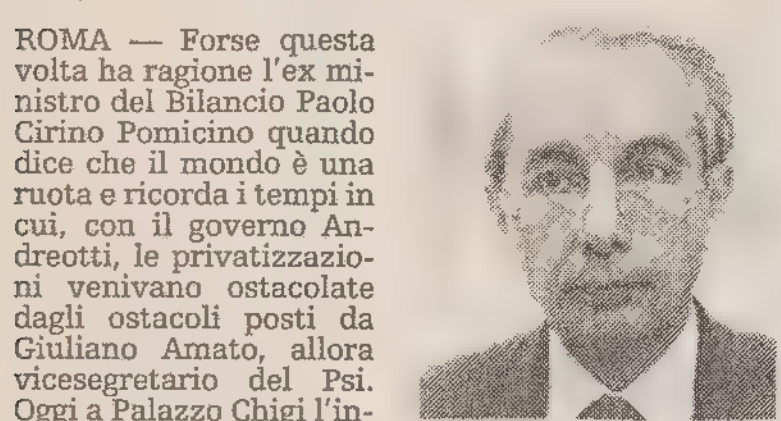 ROMA — Forse questa
volta ha ragione l'ex mi-
nistro del Bilancio Paolo
Cirino Pomicino quando
dice che il mondo è una
ruota e ricorda i tempi in
cui, con il governo An-
dreotti, le privatizzazio-
ni venivano ostacolate
dagli ostacoli posti da
Giuliano Amato, allora
vicesegretario del Psi.
Oggi a Palazzo Chigi l'in-